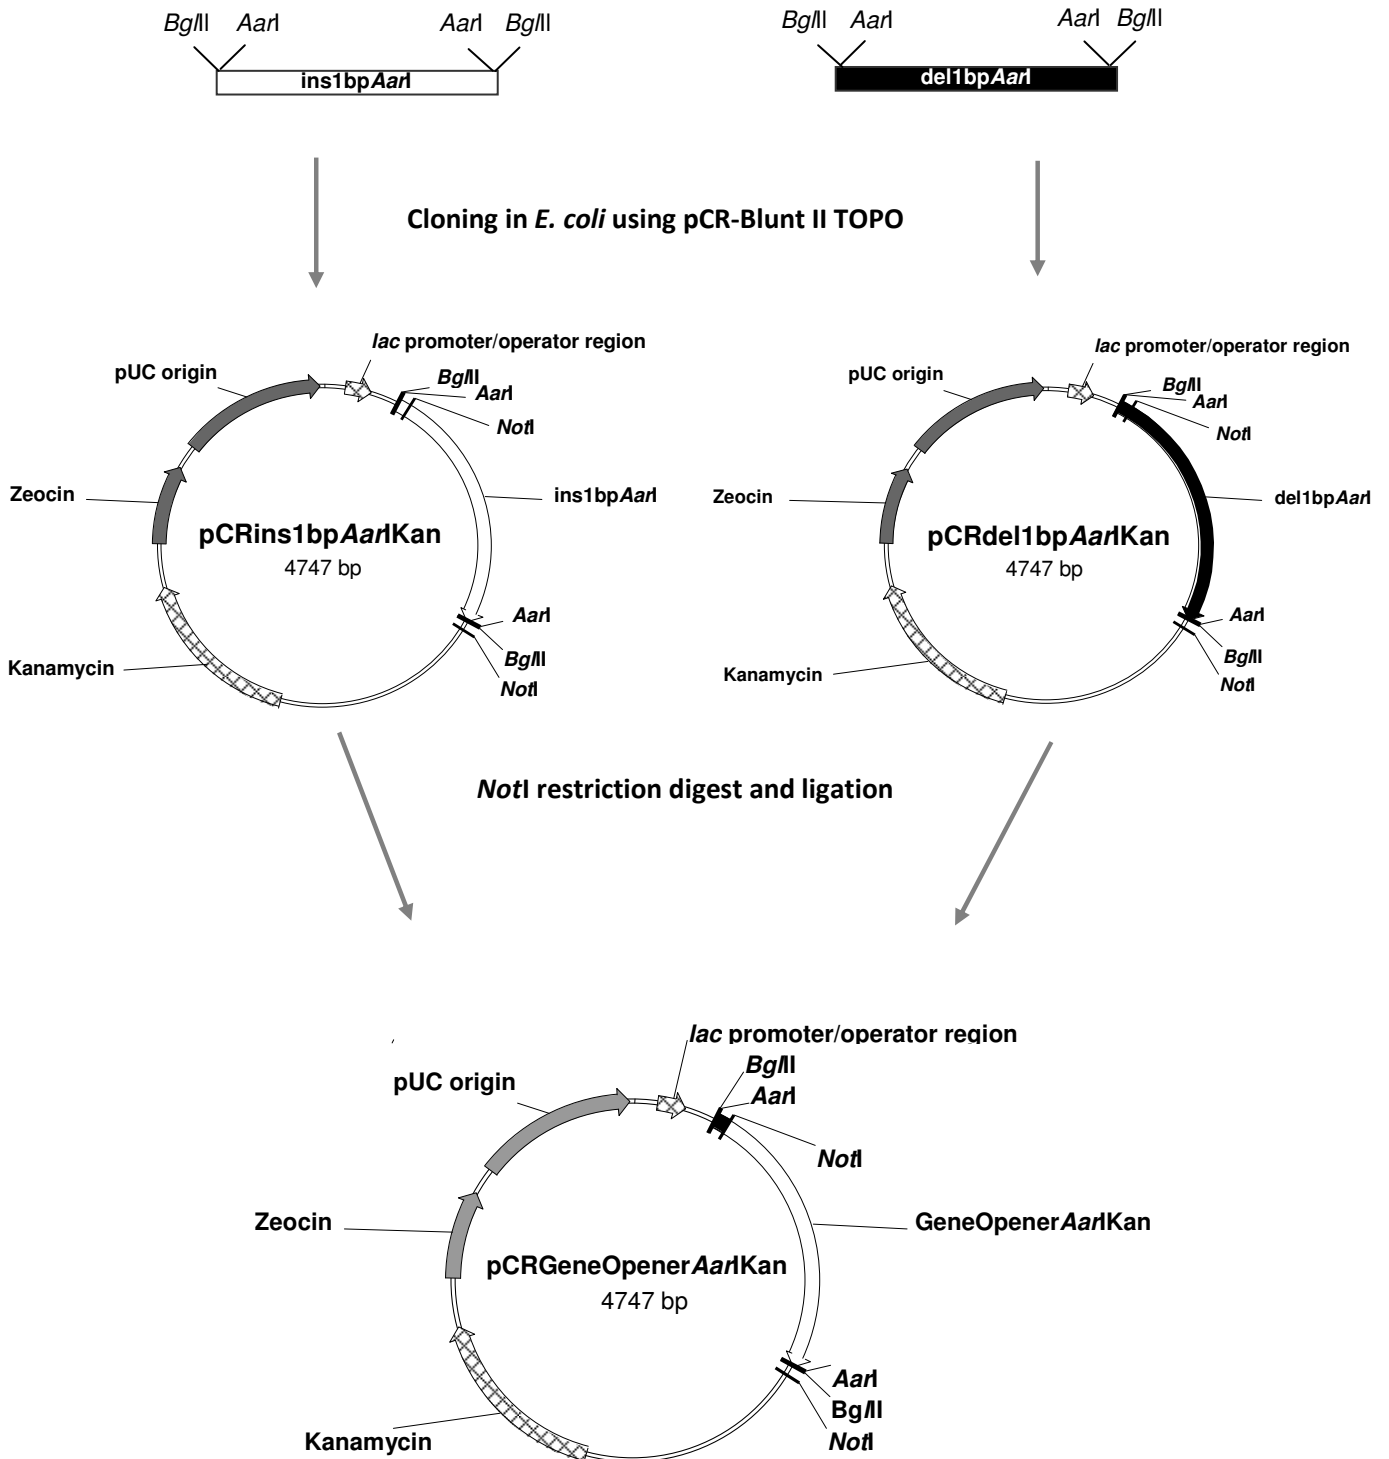 BglII AarI AarI BglII
ins1bpAarI
BglII AarI AarI BglII
del1bpAarI
Cloning in E. coli using pCR-Blunt II TOPO
lac promoter/operator region
pUC origin
BglII
AarI
NotI
Zeocin
ins1bpAarI
pCRins1bpAarIKan
4747 bp
AarI
BglII
NotI
Kanamycin
lac promoter/operator region
pUC origin
BglII
AarI
NotI
Zeocin
del1bpAarI
pCRdel1bpAarIKan
4747 bp
AarI
BglII
NotI
Kanamycin
NotI restriction digest and ligation
lac promoter/operator region
BglII
pUC origin
AarI
NotI
Zeocin
GeneOpenerAarIKan
pCRGeneOpenerAarIKan
4747 bp
AarI
BglII
NotI
Kanamycin